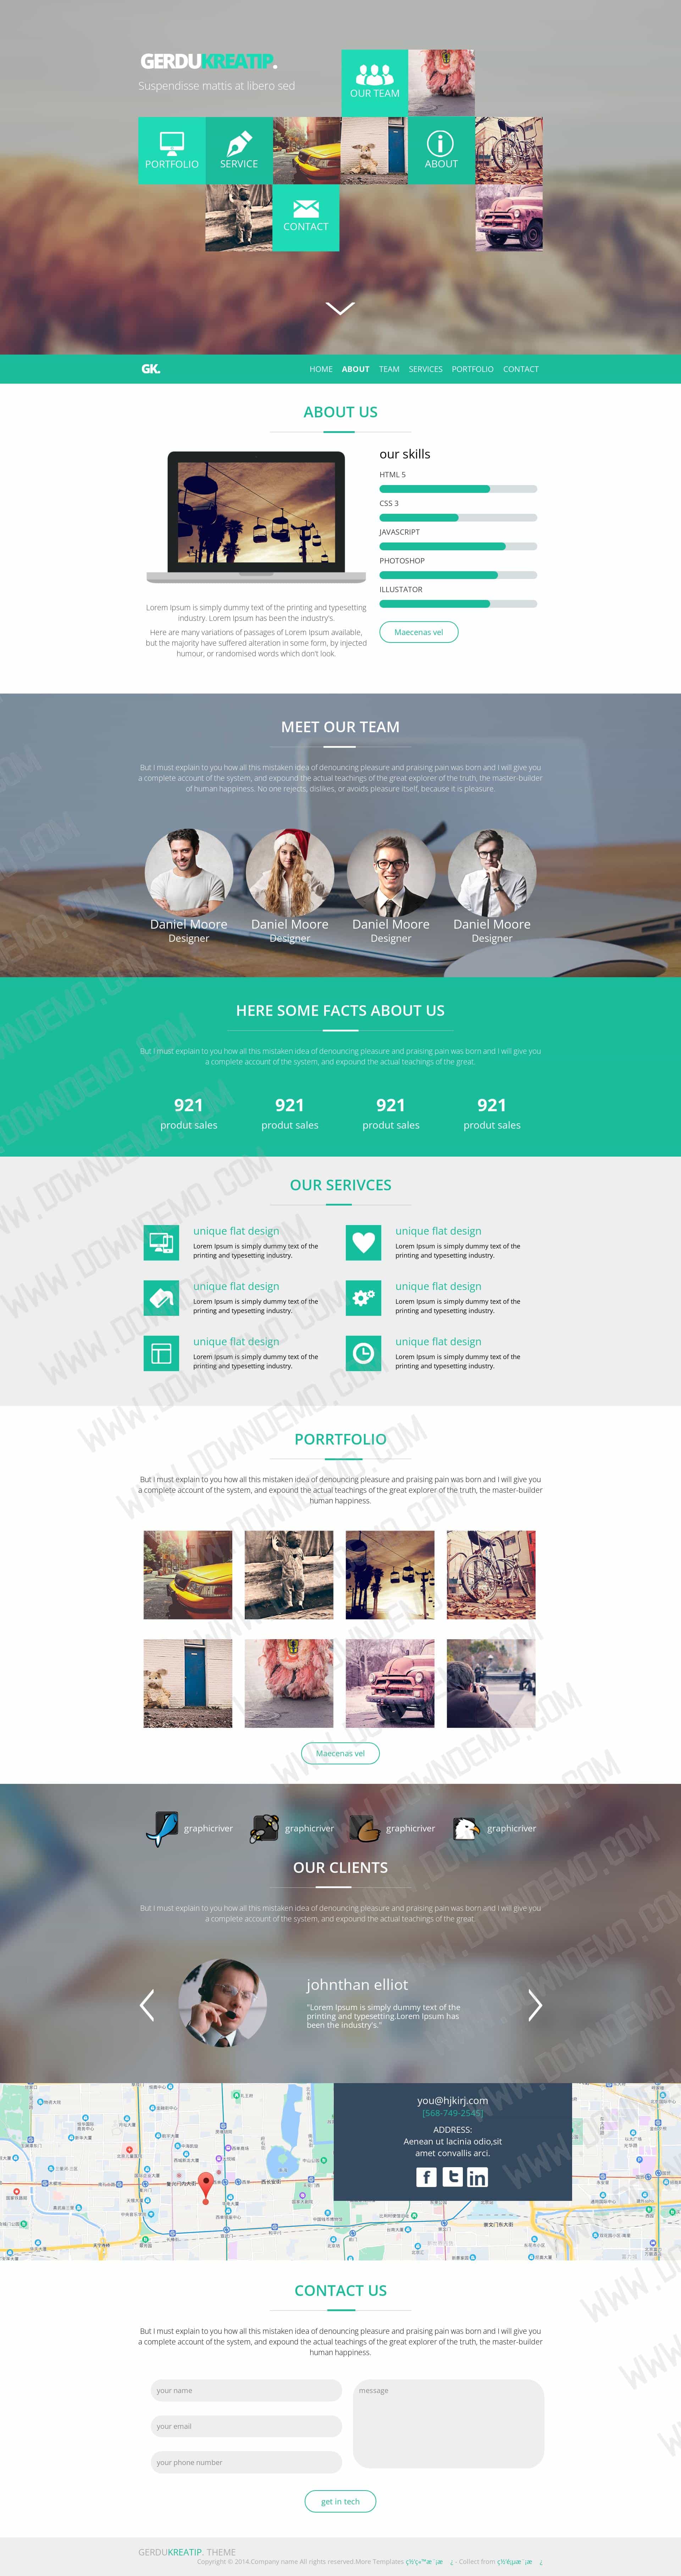 GERDUKREATIP.
Suspendisse mattis at libero sed
OUR TEAM
PORTFOLIO
SERVICE
ABOUT
CONTACT
GK.
HOME ABOUT TEAM SERVICES PORTFOLIO CONTACT
ABOUT US
our skills
HTML 5
CSS 3
JAVASCRIPT
PHOTOSHOP
ILLUSTATOR
Maecenas vel
Lorem Ipsum is simply dummy text of the printing and typesetting
industry. Lorem Ipsum has been the industry's.
Here are many variations of passages of Lorem Ipsum available,
but the majority have suffered alteration in some form, by injected
humour, or randomised words which don't look.
MEET OUR TEAM
But I must explain to you how all this mistaken idea of denouncing pleasure and praising pain was born and I will give you
a complete account of the system, and expound the actual teachings of the great explorer of the truth, the master-builder
of human happiness. No one rejects, dislikes, or avoids pleasure itself, because it is pleasure.
Daniel Moore Daniel Moore Daniel Moore Daniel Moore
Designer Designer Designer Designer
HERE SOME FACTS ABOUT US
But I must explain to you how all this mistaken idea of denouncing pleasure and praising pain was born and I will give you
a complete account of the system, and expound the actual teachings of the great.
921 921 921 921
produt sales produt sales produt sales produt sales
OUR SERIVCES
unique flat design
Lorem Ipsum is simply dummy text of the
printing and typesetting industry.
unique flat design
Lorem Ipsum is simply dummy text of the
printing and typesetting industry.
unique flat design
Lorem Ipsum is simply dummy text of the
printing and typesetting industry.
unique flat design
Lorem Ipsum is simply dummy text of the
printing and typesetting industry.
unique flat design
Lorem Ipsum is simply dummy text of the
printing and typesetting industry.
unique flat design
Lorem Ipsum is simply dummy text of the
printing and typesetting industry.
PORRTFOLIO
But I must explain to you how all this mistaken idea of denouncing pleasure and praising pain was born and I will give you
a complete account of the system, and expound the actual teachings of the great explorer of the truth, the master-builder
human happiness.
Maecenas vel
graphicriver graphicriver graphicriver graphicriver
OUR CLIENTS
But I must explain to you how all this mistaken idea of denouncing pleasure and praising pain was born and I will give you
a complete account of the system, and expound the actual teachings of the great.
johnthan elliot
"Lorem Ipsum is simply dummy text of the
printing and typesetting.Lorem Ipsum has
been the industry's."
you@hjkirj.com
[568-749-2545]
ADDRESS:
Aenean ut lacinia odio,sit
amet convallis arci.
CONTACT US
But I must explain to you how all this mistaken idea of denouncing pleasure and praising pain was born and I will give you
a complete account of the system, and expound the actual teachings of the great explorer of the truth, the master-builder
human happiness.
your name
message
your email
your phone number
get in tech
GERDUKREATIP. THEME
Copyright © 2014.Company name All rights reserved.More Templates - Collect from
WWW.DOWNDEMO.COM